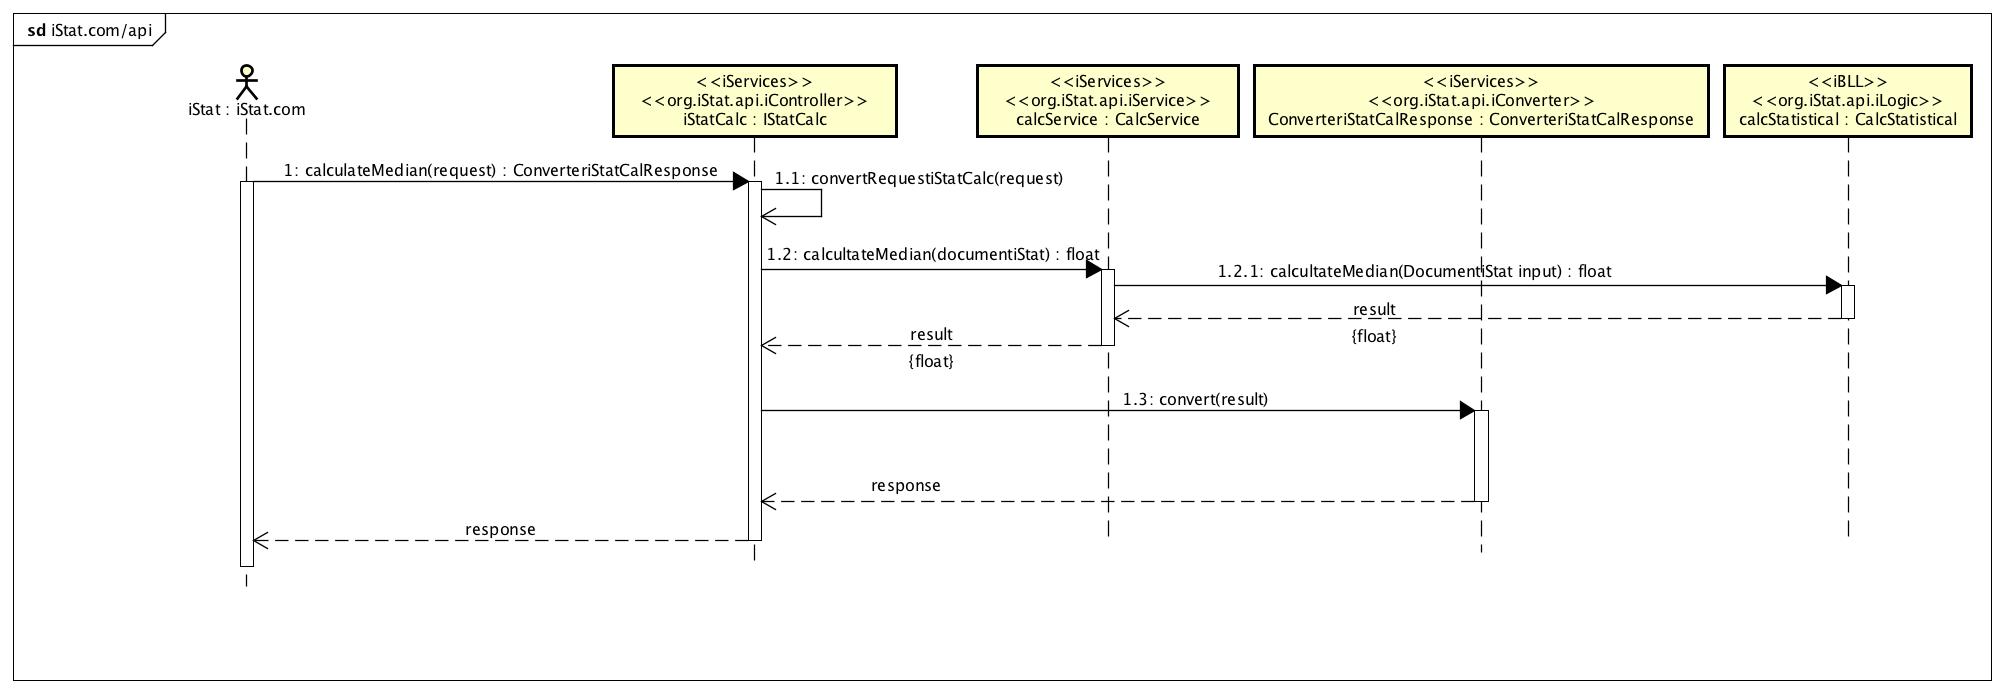 sd iStat.com/api
iStat : iStat.com
<<iServices>>
<<org.iStat.api.iController>>
iStatCalc : IStatCalc
<<iServices>>
<<org.iStat.api.iService>>
calcService : CalcService
<<iServices>>
<<org.iStat.api.iConverter>>
ConverteriStatCalResponse : ConverteriStatCalResponse
<<iBLL>>
<<org.iStat.api.iLogic>>
calcStatistical : CalcStatistical
1: calculateMedian(request) : ConverteriStatCalResponse
1.1: convertRequestiStatCalc(request)
1.2: calcultateMedian(documentiStat) : float
1.2.1: calcultateMedian(DocumentiStat input) : float
result
{float}
result
{float}
1.3: convert(result)
response
response